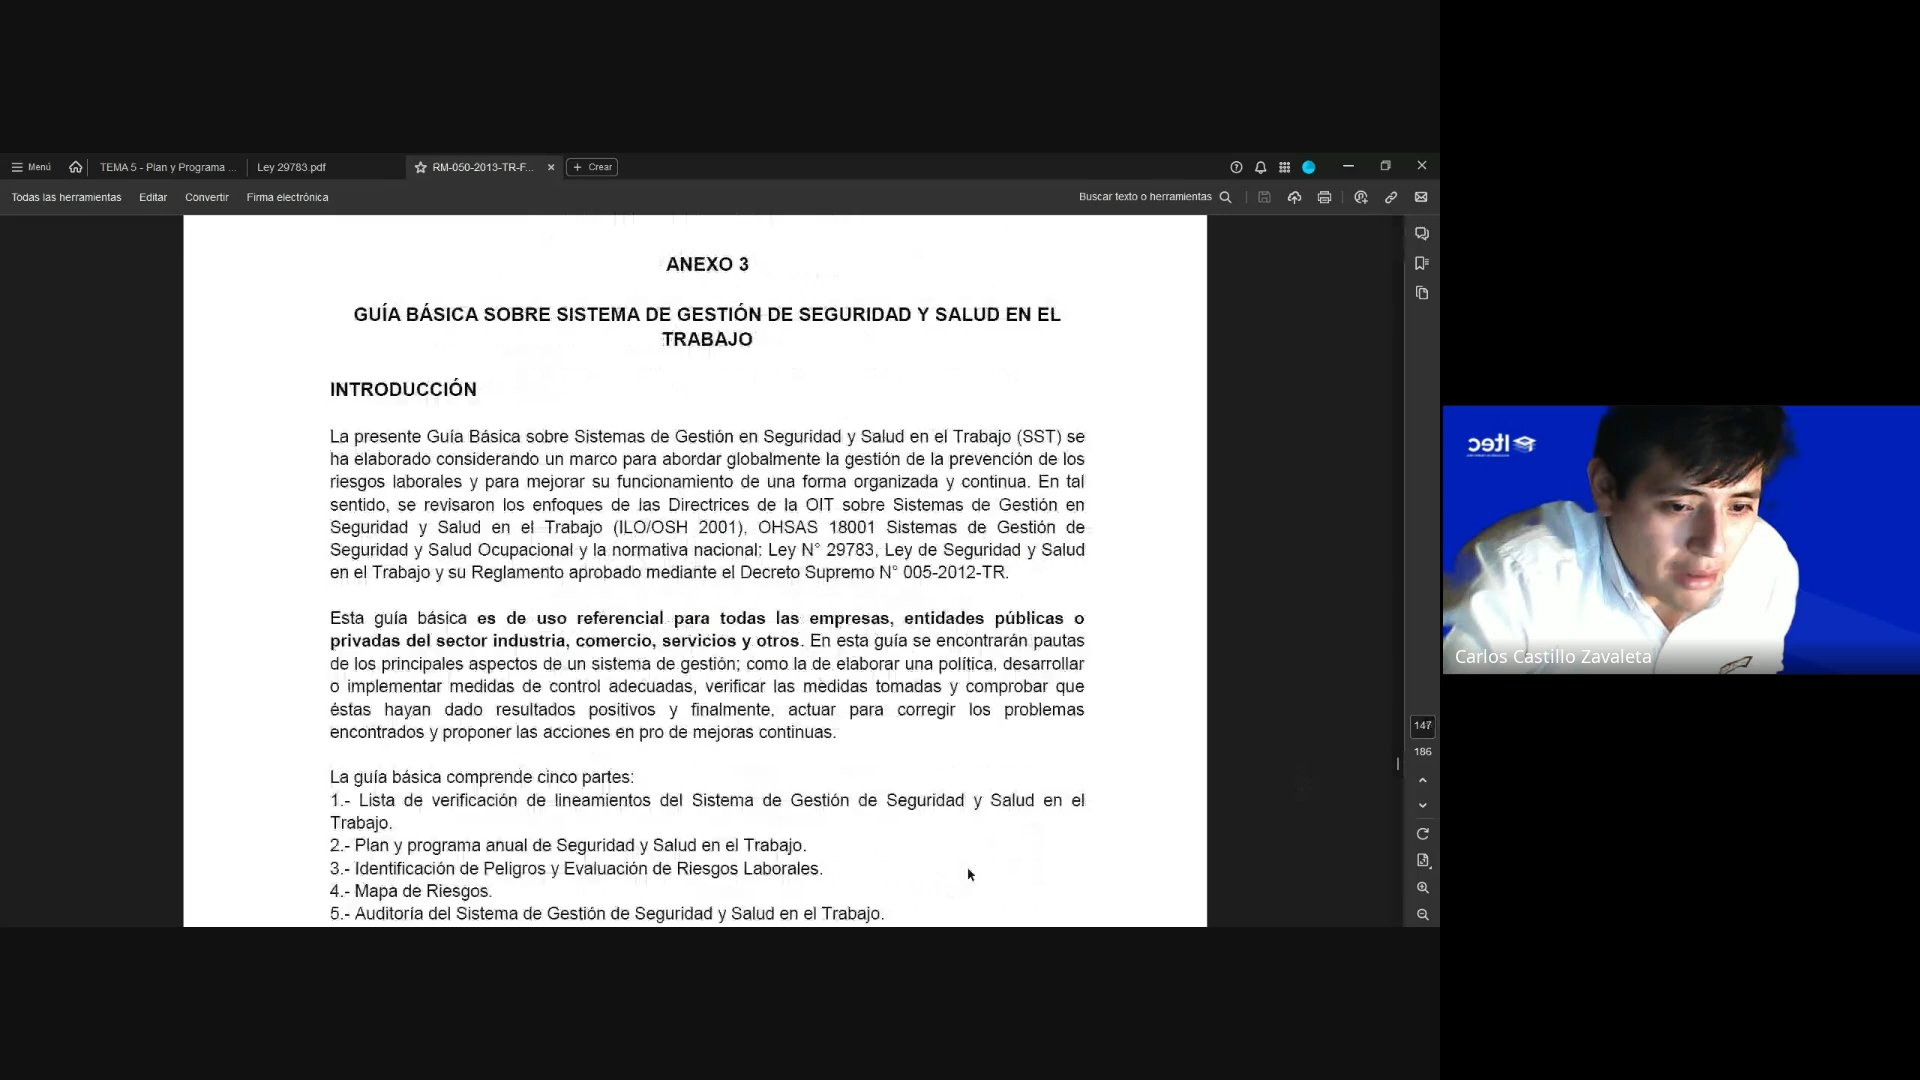 Menú
TEMA 5 - Plan y Programa ...
Ley 29783.pdf
RM-050-2013-TR-F...
Crear
Todas las herramientas
Editar
Convertir
Firma electrónica
Buscar texto o herramientas
ANEXO 3
GUÍA BÁSICA SOBRE SISTEMA DE GESTIÓN DE SEGURIDAD Y SALUD EN EL
TRABAJO
INTRODUCCIÓN
La presente Guía Básica sobre Sistemas de Gestión en Seguridad y Salud en el Trabajo (SST) se
ha elaborado considerando un marco para abordar globalmente la gestión de la prevención de los
riesgos laborales y para mejorar su funcionamiento de una forma organizada y continua. En tal
sentido, se revisaron los enfoques de las Directrices de la OIT sobre Sistemas de Gestión en
Seguridad y Salud en el Trabajo (ILO/OSH 2001), OHSAS 18001 Sistemas de Gestión de
Seguridad y Salud Ocupacional y la normativa nacional: Ley N° 29783, Ley de Seguridad y Salud
en el Trabajo y su Reglamento aprobado mediante el Decreto Supremo N° 005-2012-TR.
Esta guía básica es de uso referencial para todas las empresas, entidades públicas o
privadas del sector industria, comercio, servicios y otros. En esta guía se encontrarán pautas
de los principales aspectos de un sistema de gestión; como la de elaborar una política, desarrollar
o implementar medidas de control adecuadas, verificar las medidas tomadas y comprobar que
éstas hayan dado resultados positivos y finalmente, actuar para corregir los problemas
encontrados y proponer las acciones en pro de mejoras continuas.
La guía básica comprende cinco partes:
1.- Lista de verificación de lineamientos del Sistema de Gestión de Seguridad y Salud en el
Trabajo.
2.- Plan y programa anual de Seguridad y Salud en el Trabajo.
3.- Identificación de Peligros y Evaluación de Riesgos Laborales.
4.- Mapa de Riesgos.
5.- Auditoría del Sistema de Gestión de Seguridad y Salud en el Trabajo.
147
186
Itec
Carlos Castillo Zavaleta